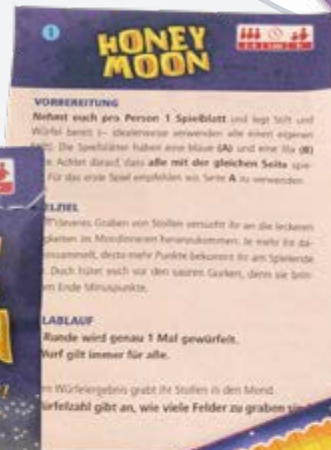 1
HONEY
MOON
VORBEREITUNG
Nehmt euch pro Person 1 Spielblatt und legt Stift und
Würfel bereit (– idealerweise verwenden alle einen eigenen
Die Spielblätter haben eine blaue (A) und eine lila (B)
Achtet darauf, dass alle mit der gleichen Seite spie-
Für das erste Spiel empfehlen wir, Seite A zu verwenden.
ELZIEL
cleveres Graben von Stollen versucht ihr an die leckeren
im Mondinneren heranzukommen. Je mehr ihr da-
sammelt, desto mehr Punkte bekommt ihr am Spielende
Doch hütet euch vor den sauren Gurken, denn sie brin-
am Ende Minuspunkte.
LABLAUF
Runde wird genau 1 Mal gewürfelt.
Wurf gilt immer für alle.
Würfelergebnis grabt ihr Stollen in den Mond.
ürfelzahl gibt an, wie viele Felder zu graben sind